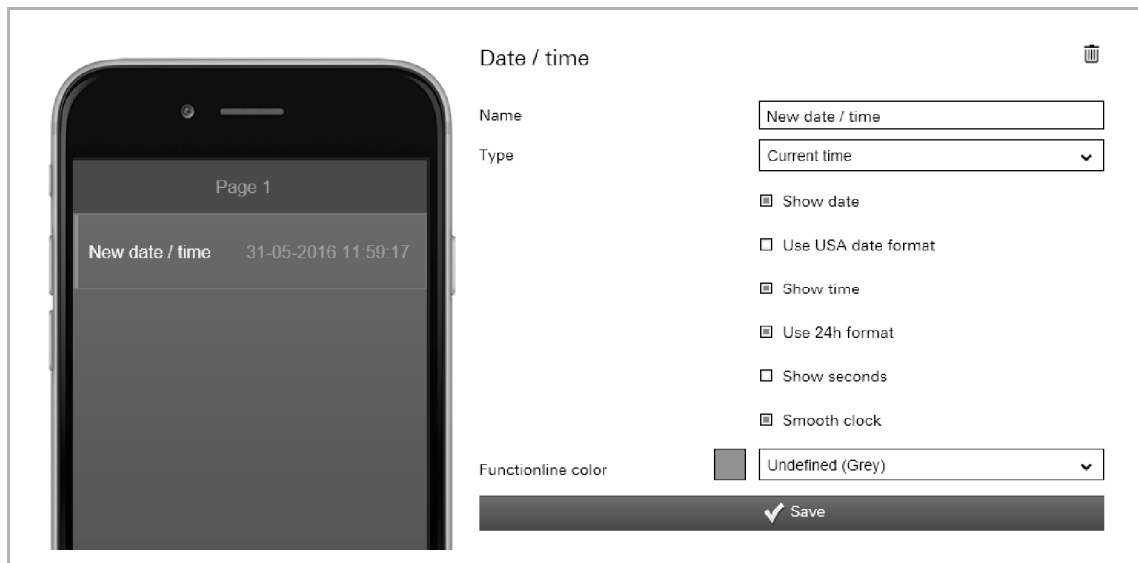 Page 1
New date / time 31-05-2016 11:59:17
Date / time
Name New date / time
Type Current time
Show date
Use USA date format
Show time
Use 24h format
Show seconds
Smooth clock
Functionline color Undefined (Grey)
Save